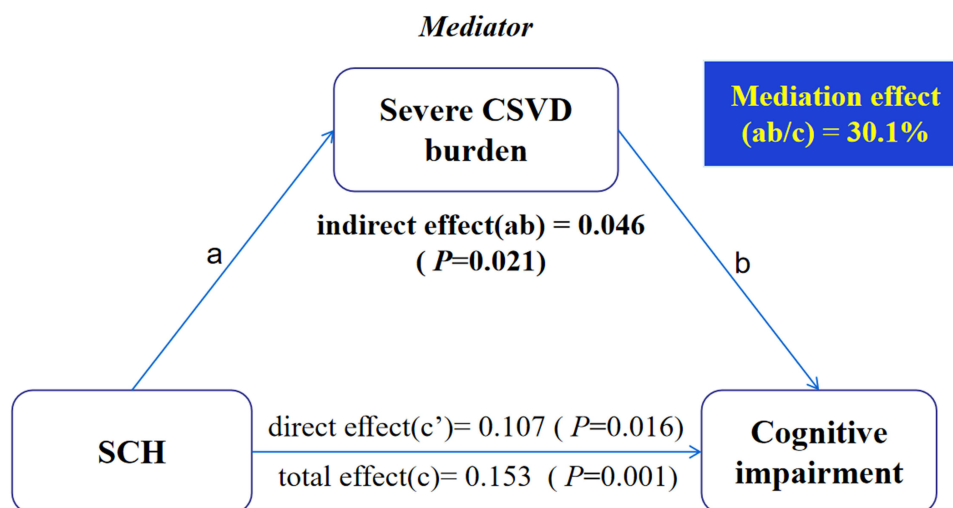 Mediator
Severe CSVD
burden
Mediation effect
(ab/c) = 30.1%
indirect effect(ab) = 0.046
( P=0.021)
a
b
SCH
direct effect(c’)= 0.107 ( P=0.016)
total effect(c)= 0.153 ( P=0.001)
Cognitive
impairment